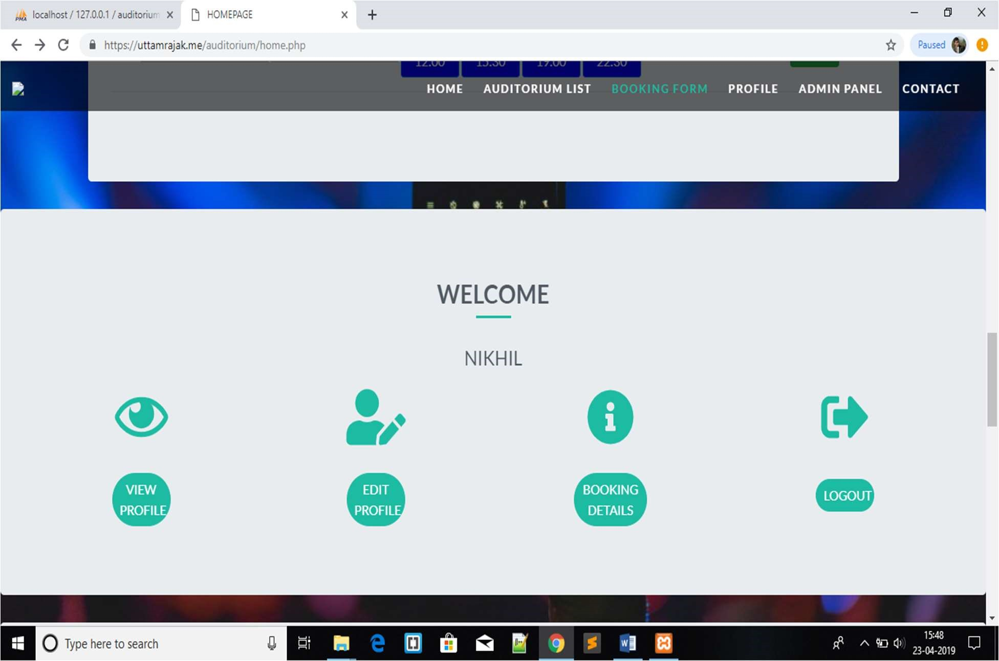 localhost / 127.0.0.1 / auditorium
HOMEPAGE
https://uttamrajak.me/auditorium/home.php
Paused
12.00 15.30 19.00 22.30
HOME AUDITORIUM LIST BOOKING FORM PROFILE ADMIN PANEL CONTACT
WELCOME
NIKHIL
VIEW
PROFILE
EDIT
PROFILE
BOOKING
DETAILS
LOGOUT
Type here to search
15:48
23-04-2019